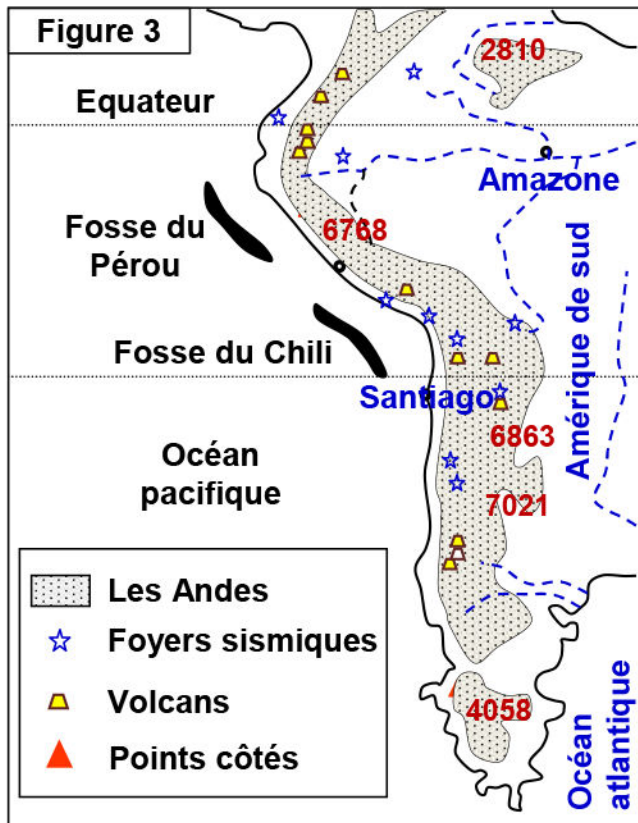 Figure 3
2810
Equateur
Amazone
Fosse du
Pérou
6768
Amérique de sud
Fosse du Chili
Santiago
6863
Océan
pacifique
7021
Les Andes
Foyers sismiques
Volcans
4058
Points côtés
Océan
atlantique